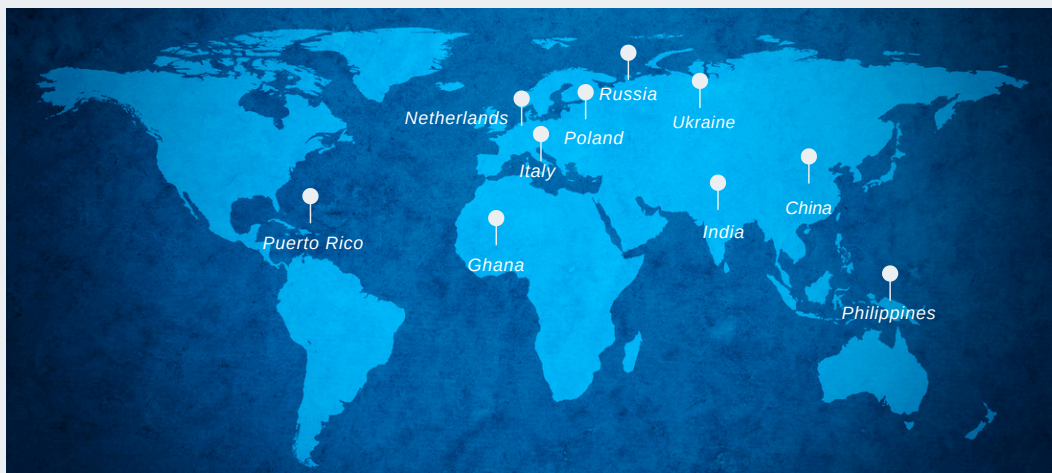 Russia
Netherlands
Ukraine
Poland
Italy
China
India
Puerto Rico
Ghana
Philippines